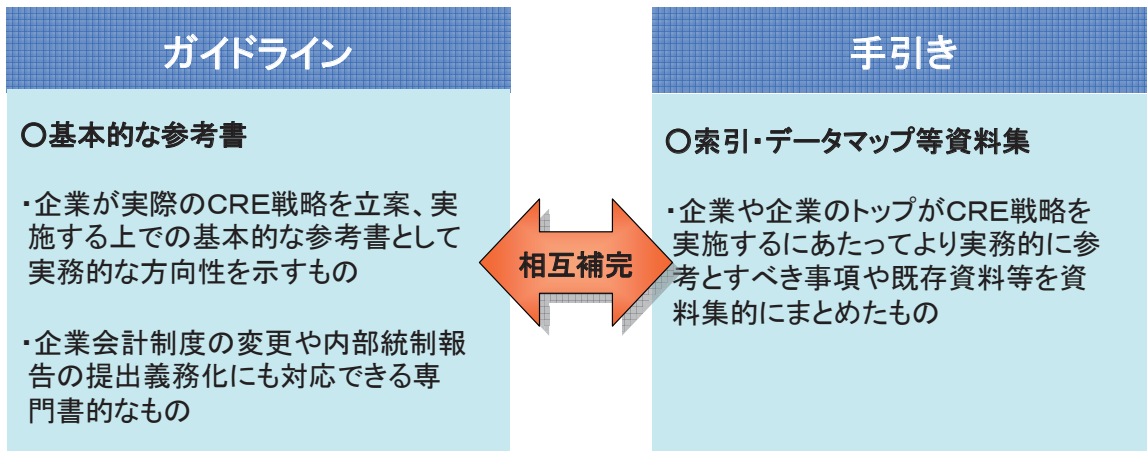 ガイドライン
〇基本的な参考書
・企業が実際のCRE戦略を立案、実
施する上での基本的な参考書として
実務的な方向性を示すもの
・企業会計制度の変更や内部統制報
告の提出義務化にも対応できる専
門書的なもの
相互補完
手引き
〇索引・データマップ等資料集
・企業や企業のトップがCRE戦略を
実施するにあたってより実務的に参
考とすべき事項や既存資料等を資
料集的にまとめたもの